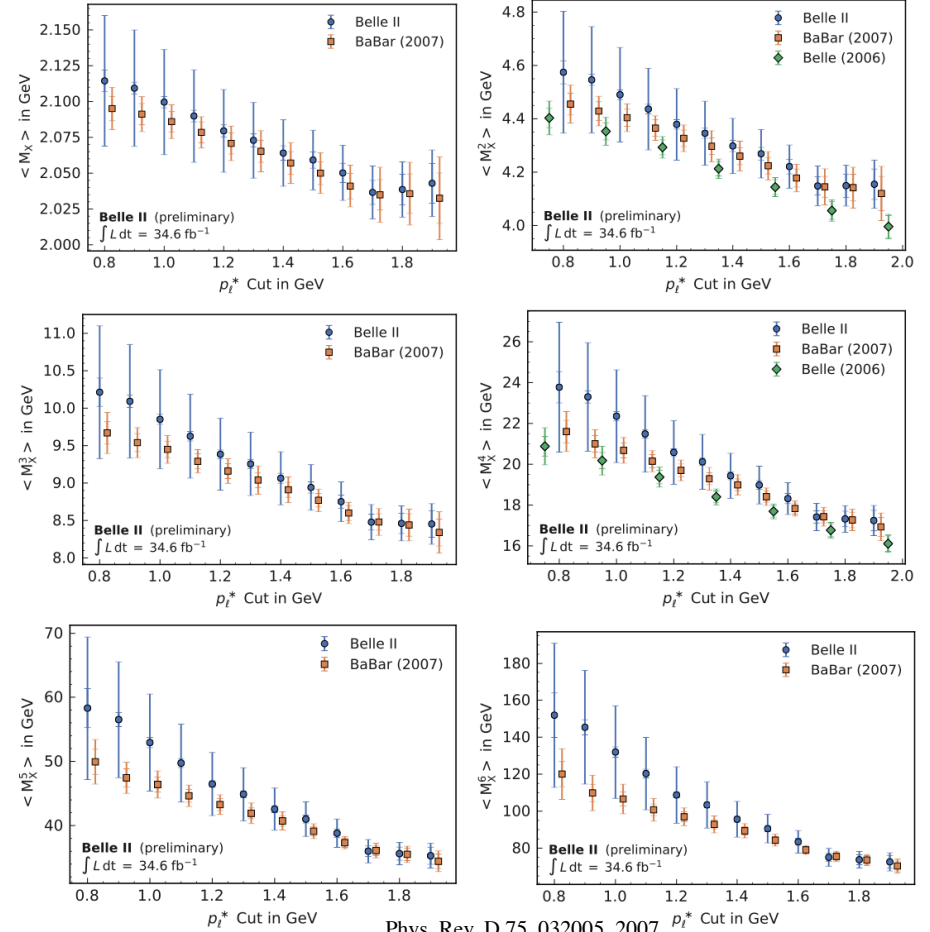 2.150
2.125
2.100
2.075
2.050
2.025
2.000
< M_X > in GeV
Belle II
BaBar (2007)
Belle II (preliminary)
∫ L dt = 34.6 fb⁻¹
0.8 1.0 1.2 1.4 1.6 1.8
p_ℓ* Cut in GeV
4.8
4.6
4.4
4.2
4.0
< M_X² > in GeV
Belle II
BaBar (2007)
Belle (2006)
Belle II (preliminary)
∫ L dt = 34.6 fb⁻¹
0.8 1.0 1.2 1.4 1.6 1.8 2.0
p_ℓ* Cut in GeV
11.0
10.5
10.0
9.5
9.0
8.5
8.0
< M_X³ > in GeV
Belle II
BaBar (2007)
Belle II (preliminary)
∫ L dt = 34.6 fb⁻¹
0.8 1.0 1.2 1.4 1.6 1.8
p_ℓ* Cut in GeV
26
24
22
20
18
16
< M_X⁴ > in GeV
Belle II
BaBar (2007)
Belle (2006)
Belle II (preliminary)
∫ L dt = 34.6 fb⁻¹
0.8 1.0 1.2 1.4 1.6 1.8 2.0
p_ℓ* Cut in GeV
70
60
50
40
< M_X⁵ > in GeV
Belle II
BaBar (2007)
Belle II (preliminary)
∫ L dt = 34.6 fb⁻¹
0.8 1.0 1.2 1.4 1.6 1.8
p_ℓ* Cut in GeV
180
160
140
120
100
80
< M_X⁶ > in GeV
Belle II
BaBar (2007)
Belle II (preliminary)
∫ L dt = 34.6 fb⁻¹
0.8 1.0 1.2 1.4 1.6 1.8
p_ℓ* Cut in GeV
Phys. Rev. D 75, 032005, 2007